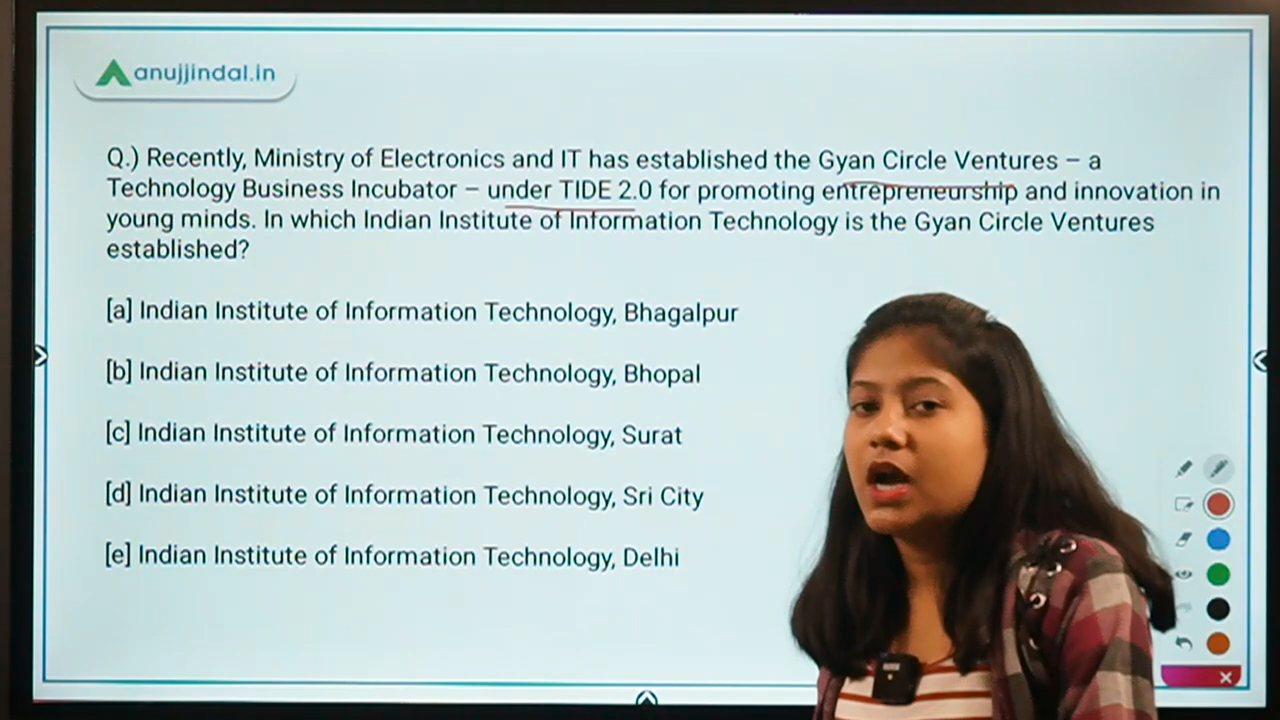 anujjindal.in
Q.) Recently, Ministry of Electronics and IT has established the Gyan Circle Ventures – a
Technology Business Incubator – under TIDE 2.0 for promoting entrepreneurship and innovation in
young minds. In which Indian Institute of Information Technology is the Gyan Circle Ventures
established?
[a] Indian Institute of Information Technology, Bhagalpur
[b] Indian Institute of Information Technology, Bhopal
[c] Indian Institute of Information Technology, Surat
[d] Indian Institute of Information Technology, Sri City
[e] Indian Institute of Information Technology, Delhi